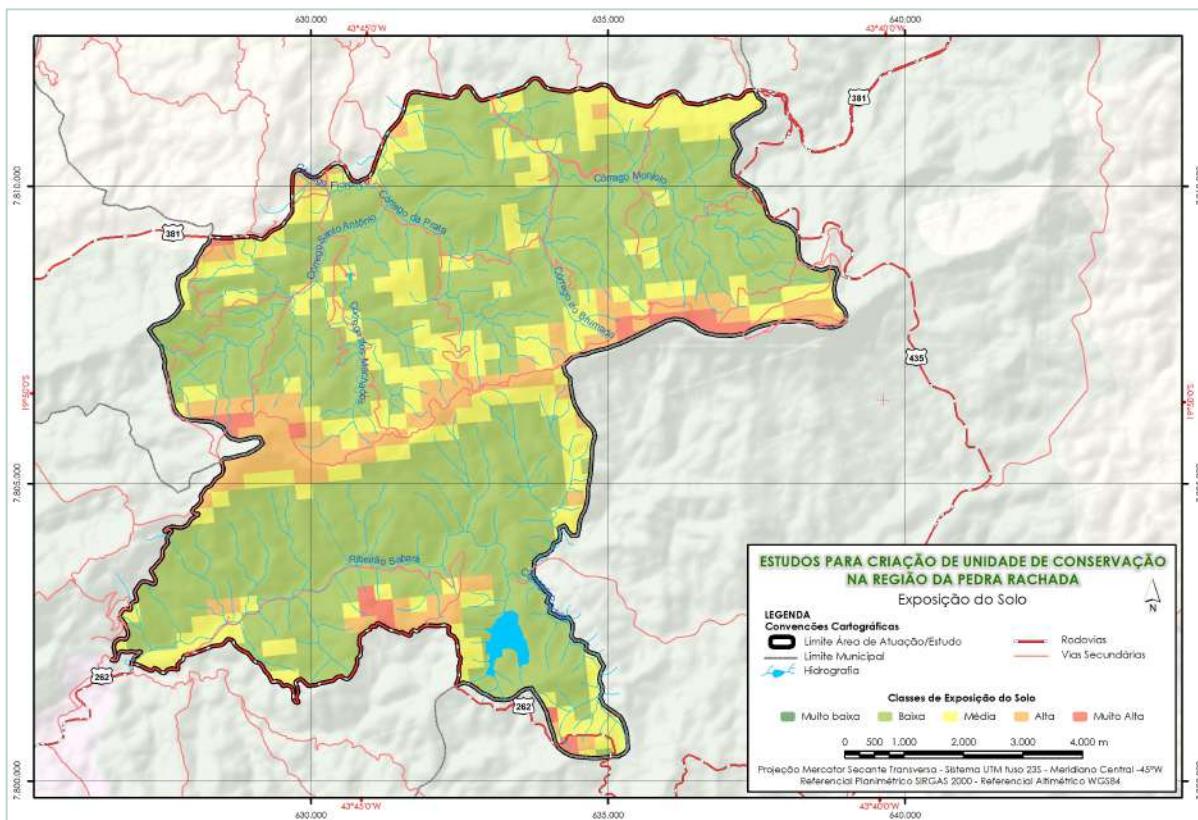 630.000
635.000
640.000
43°45'0"W
43°40'0"W
381
381
7.810.000
Córrego Monjolo
Córrego da Prata
Córrego Santo Antônio
Córrego do Brumado
Córrego dos Machados
435
19°50'0"S
19°50'0"S
7.805.000
Ribeirão Sabará
262
262
7.800.000
ESTUDOS PARA CRIAÇÃO DE UNIDADE DE CONSERVAÇÃO
NA REGIÃO DA PEDRA RACHADA
Exposição do Solo
N
LEGENDA
Convenções Cartográficas
Limite Área de Atuação/Estudo
Limite Municipal
Hidrografia
Rodovias
Vias Secundárias
Classes de Exposição do Solo
Muito baixa
Baixa
Média
Alta
Muito Alta
0 500 1.000 2.000 3.000 4.000 m
Projeção Mercator Secante Transversa - Sistema UTM fuso 23S - Meridiano Central -45°W
Referencial Planimétrico SIRGAS 2000 - Referencial Altimétrico WGS84
43°45'0"W
43°40'0"W
630.000
635.000
640.000